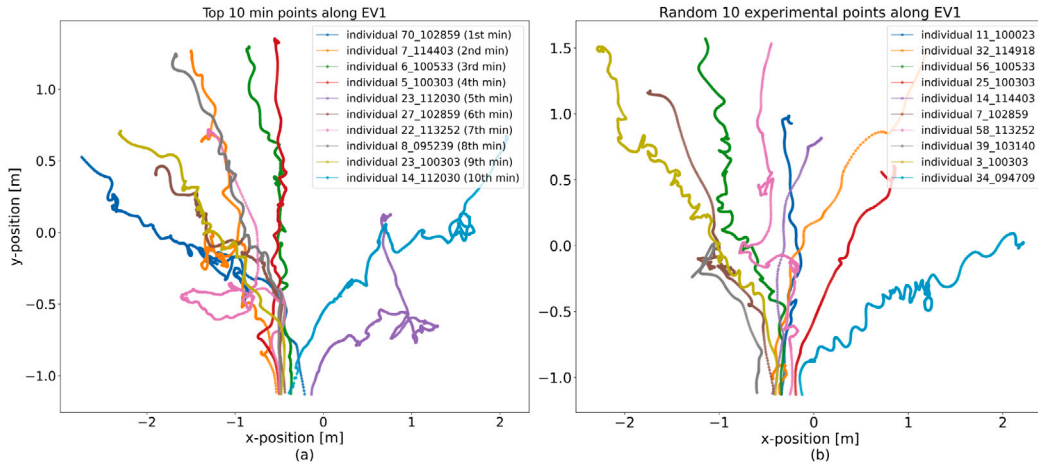 Top 10 min points along EV1
individual 70_102859 (1st min)
individual 7_114403 (2nd min)
individual 6_100533 (3rd min)
individual 5_100303 (4th min)
individual 23_112030 (5th min)
individual 27_102859 (6th min)
individual 22_113252 (7th min)
individual 8_095239 (8th min)
individual 23_100303 (9th min)
individual 14_112030 (10th min)
1.0
0.5
0.0
−0.5
−1.0
y-position [m]
−2
−1
0
1
2
x-position [m]
(a)
Random 10 experimental points along EV1
individual 11_100023
individual 32_114918
individual 56_100533
individual 25_100303
individual 14_114403
individual 7_102859
individual 58_113252
individual 39_103140
individual 3_100303
individual 34_094709
1.5
1.0
0.5
0.0
−0.5
−1.0
−2
−1
0
1
2
x-position [m]
(b)